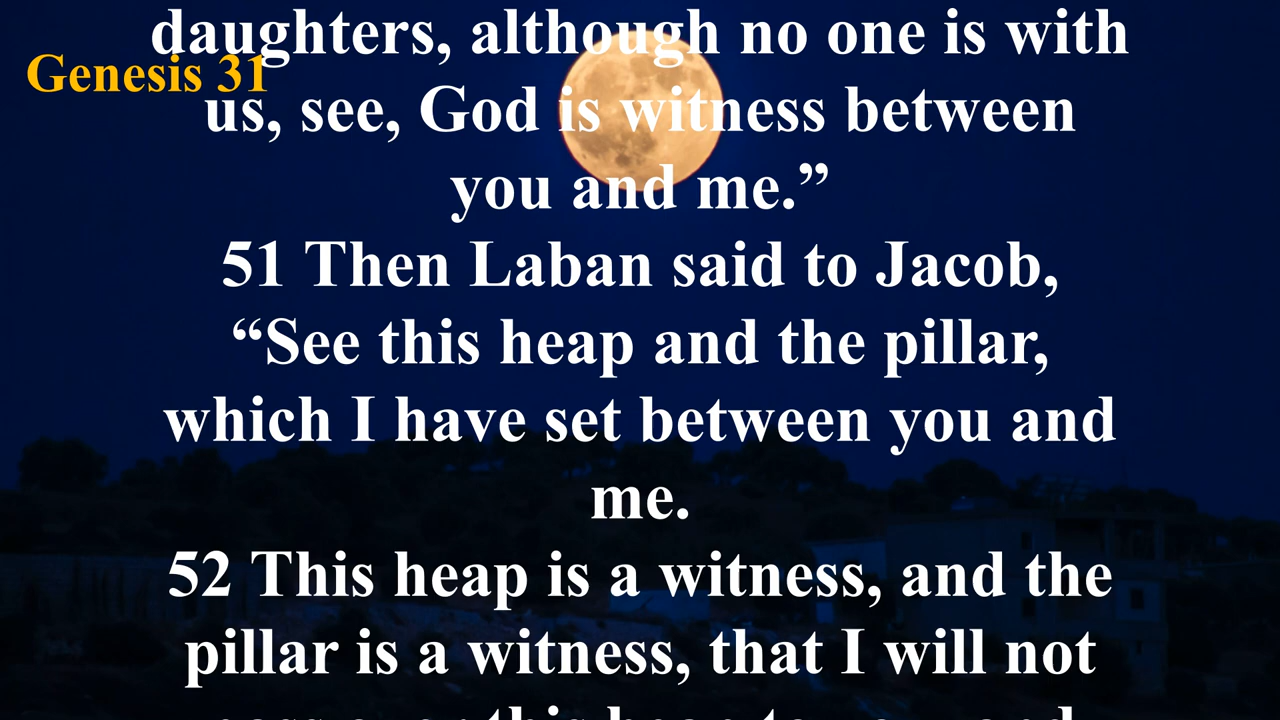 daughters, although no one is with
Genesis 31
us, see, God is witness between
you and me.”
51 Then Laban said to Jacob,
“See this heap and the pillar,
which I have set between you and
me.
52 This heap is a witness, and the
pillar is a witness, that I will not